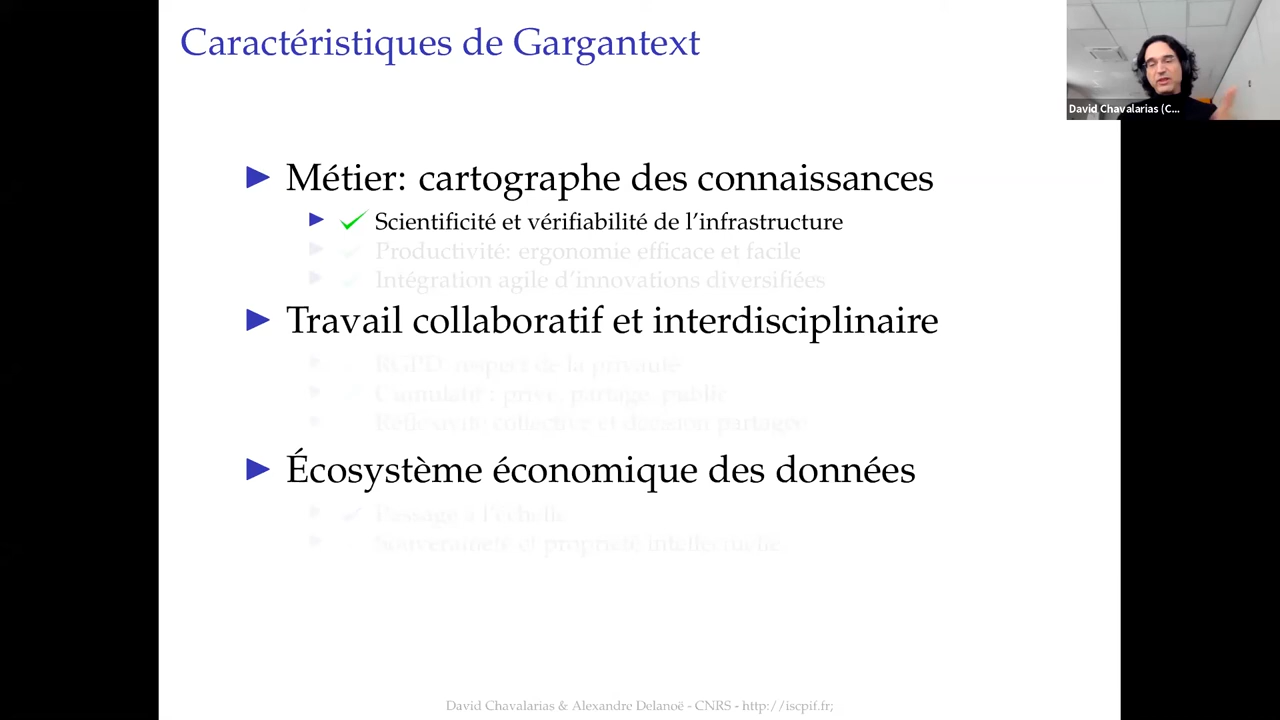 Caractéristiques de Gargantext
David Chavalarias (C...
Métier: cartographe des connaissances
Scientificité et vérifiabilité de l'infrastructure
Productivité: ergonomie efficace et facile
Intégration agile d'innovations diversifiées
Travail collaboratif et interdisciplinaire
RGPD: respect de la privauté
Cumulatif : privé, partage, public
Réflexivité collective et décision partagée
Écosystème économique des données
Passage à l'échelle
Souveraineté et propriété intellectuelle
David Chavalarias & Alexandre Delanoë - CNRS - http://iscpif.fr;